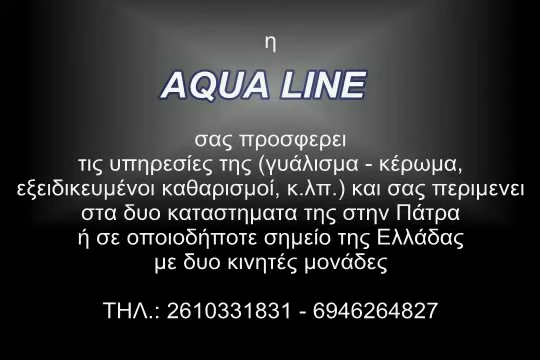 η
AQUA LINE
σας προσφερει
τις υπηρεσίες της (γυάλισμα - κέρωμα,
εξειδικευμένοι καθαρισμοί, κ.λπ.) και σας περιμενει
στα δυο καταστηματα της στην Πάτρα
ή σε οποιοδήποτε σημείο της Ελλάδας
με δυο κινητές μονάδες
ΤΗΛ.: 2610331831 - 6946264827